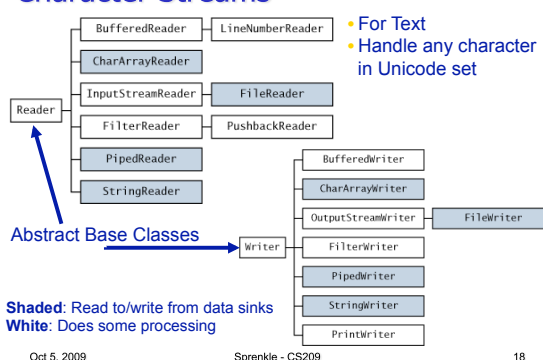 Character Streams
BufferedReader
LineNumberReader
CharArrayReader
InputStreamReader
FileReader
Reader
FilterReader
PushbackReader
PipedReader
StringReader
• For Text
• Handle any character
in Unicode set
Abstract Base Classes
BufferedWriter
CharArrayWriter
OutputStreamWriter
FileWriter
Writer
FilterWriter
PipedWriter
StringWriter
PrintWriter
Shaded: Read to/write from data sinks
White: Does some processing
Oct 5, 2009
Sprenkle - CS209
18